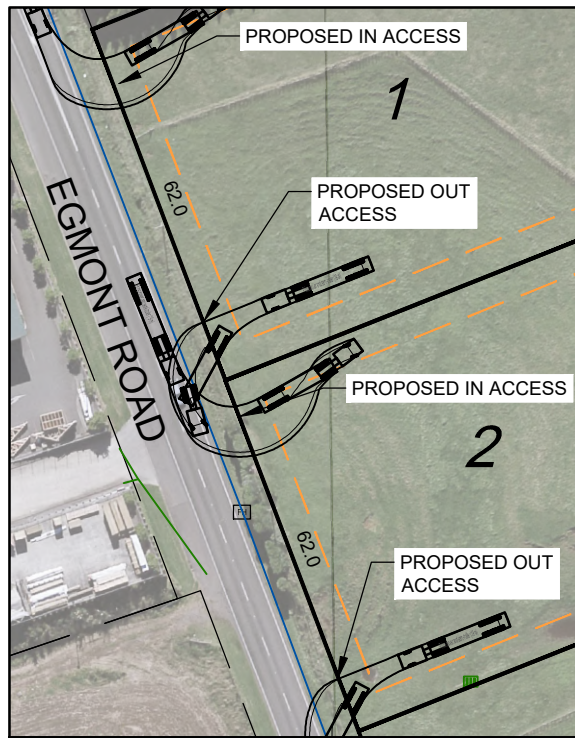 PROPOSED IN ACCESS
1
62.0
PROPOSED OUT
ACCESS
EGMONT ROAD
PROPOSED IN ACCESS
2
FH
62.0
PROPOSED OUT
ACCESS